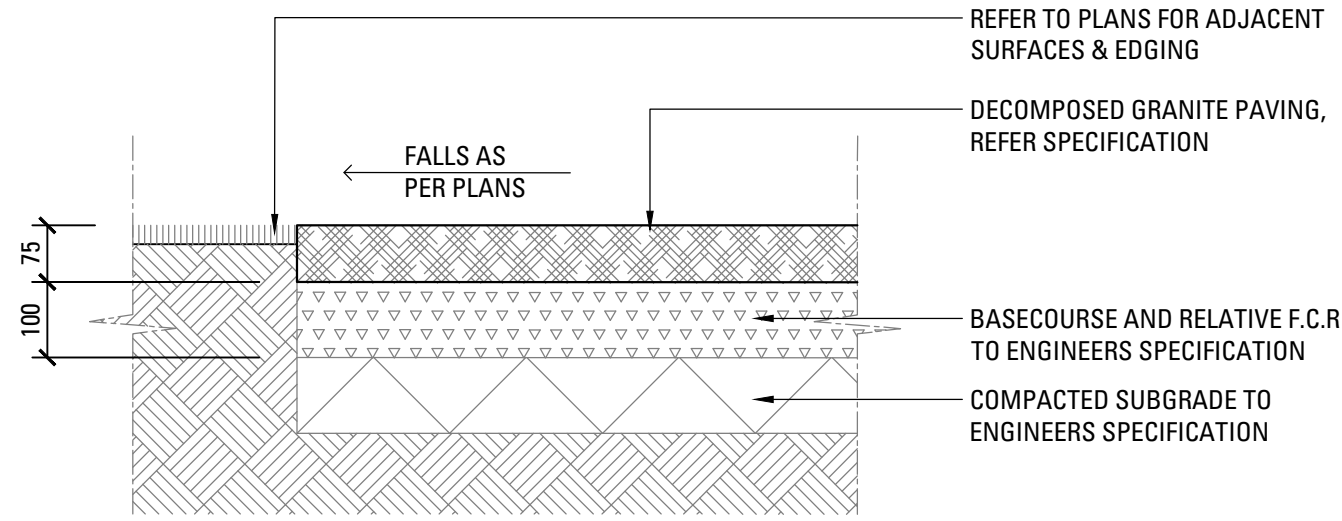 REFER TO PLANS FOR ADJACENT
SURFACES & EDGING
DECOMPOSED GRANITE PAVING,
REFER SPECIFICATION
FALLS AS
PER PLANS
75
100
BASECOURSE AND RELATIVE F.C.R
TO ENGINEERS SPECIFICATION
COMPACTED SUBGRADE TO
ENGINEERS SPECIFICATION